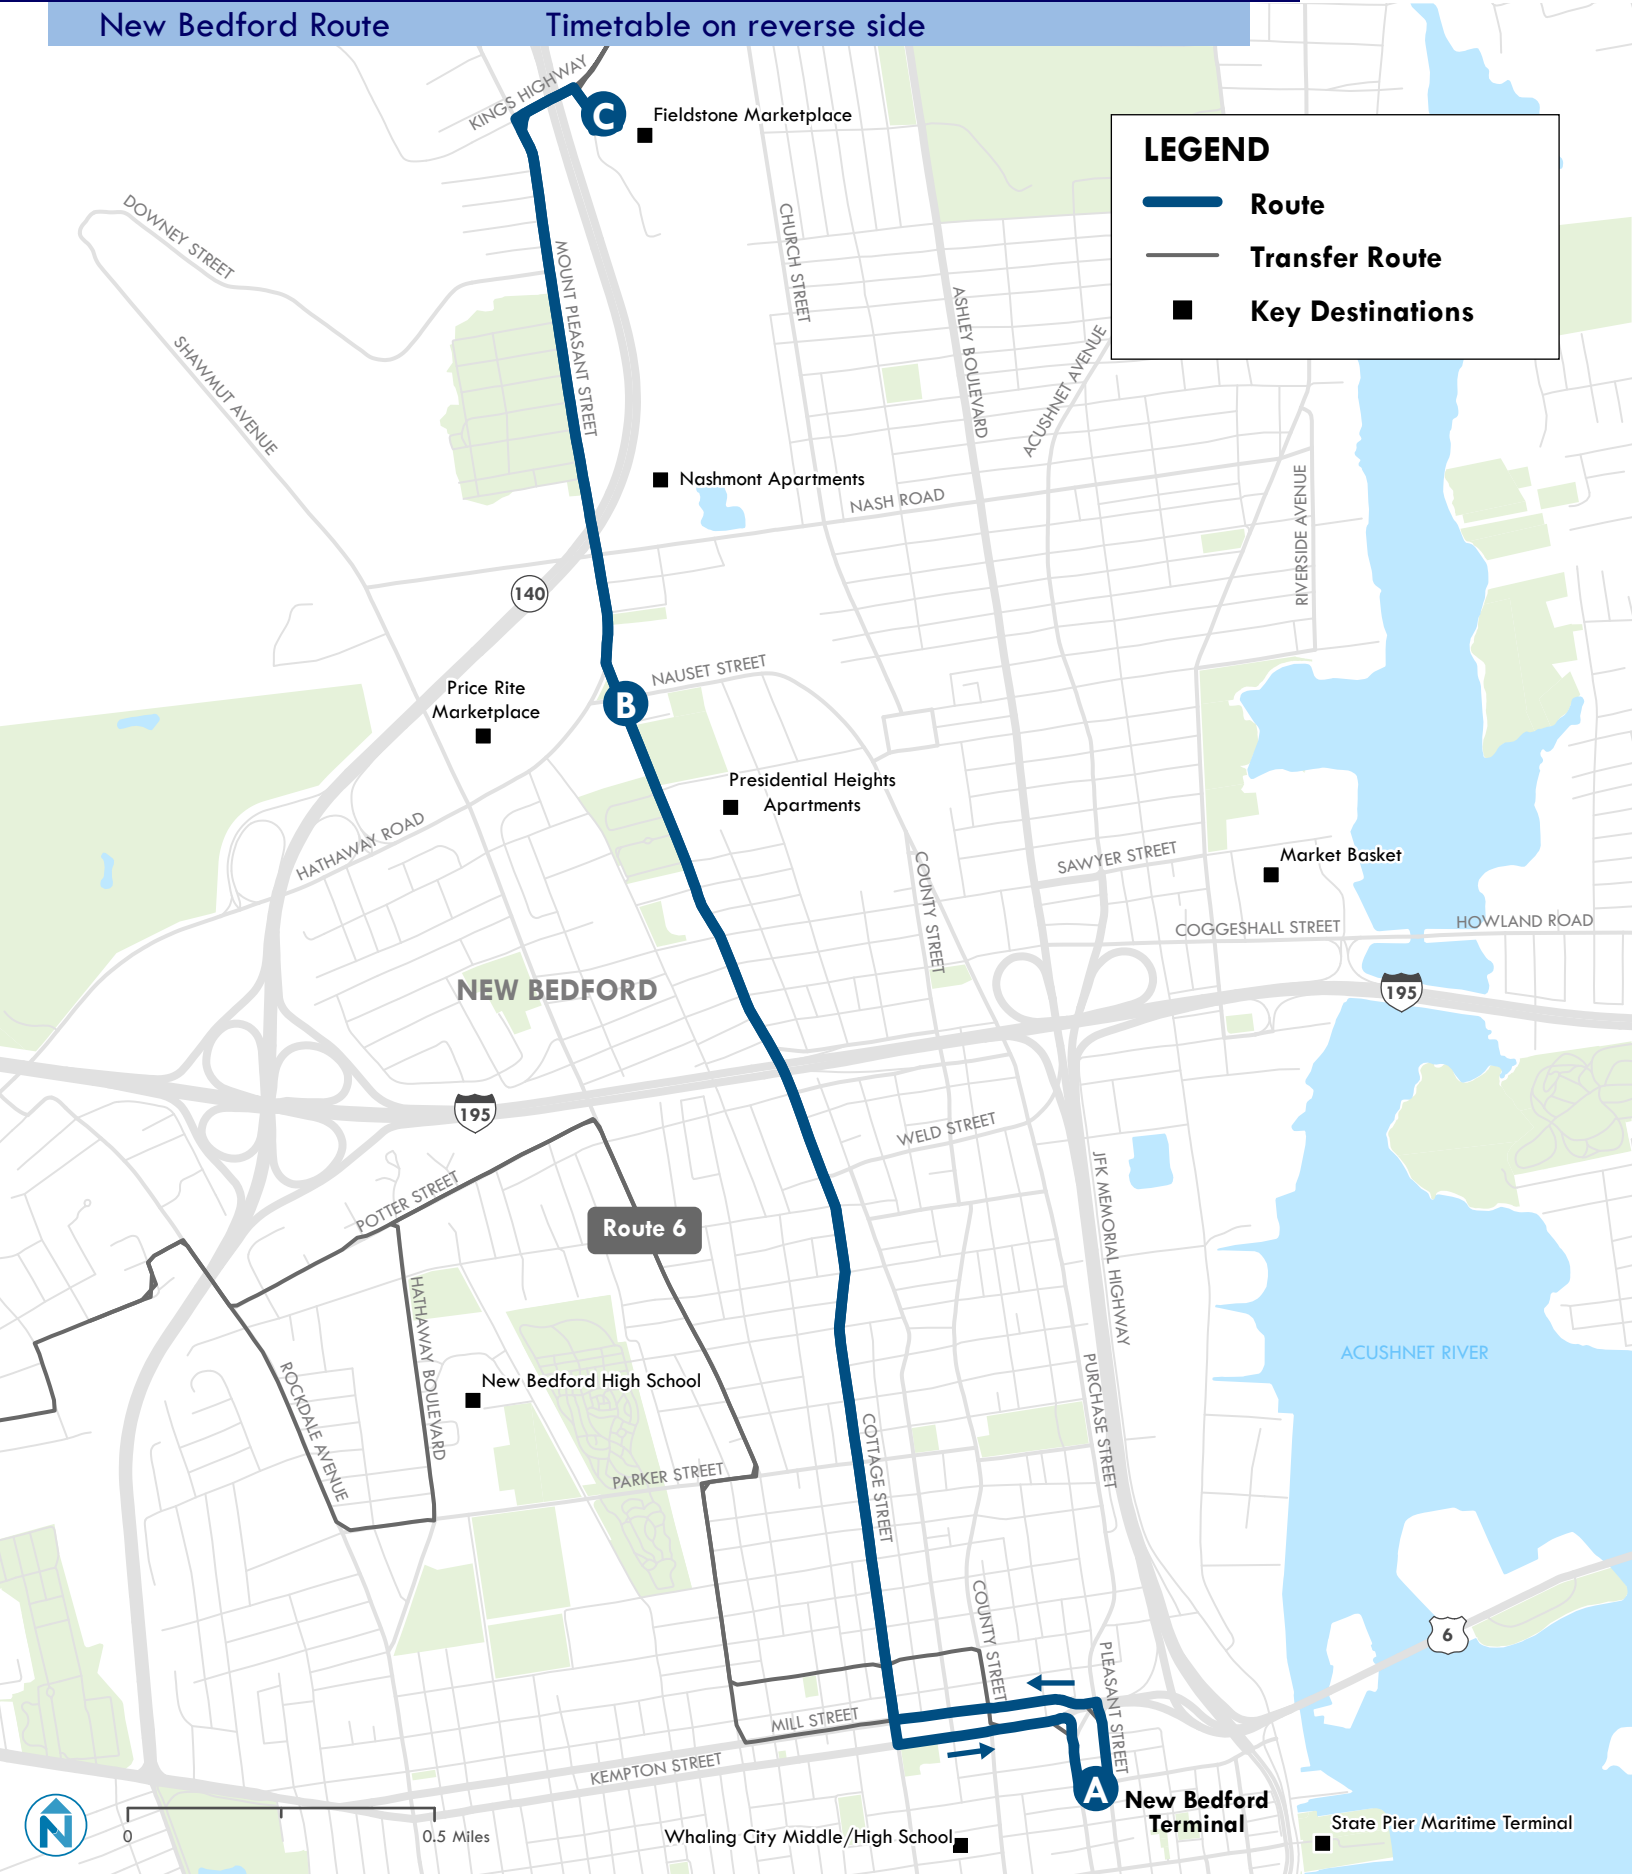 New Bedford Route
Timetable on reverse side
KINGS HIGHWAY
C
Fieldstone Marketplace
LEGEND
Route
Transfer Route
Key Destinations
DOWNEY STREET
CHURCH STREET
MOUNT PLEASANT STREET
ASHLEY BOULEVARD
ACUSHNET AVENUE
SHAWMUT AVENUE
Nashmont Apartments
NASH ROAD
RIVERSIDE AVENUE
140
NAUSET STREET
Price Rite
Marketplace
B
Presidential Heights
Apartments
HATHAWAY ROAD
COUNTY STREET
SAWYER STREET
Market Basket
COGGESHALL STREET
HOWLAND ROAD
NEW BEDFORD
195
195
WELD STREET
POTTER STREET
Route 6
JFK MEMORIAL HIGHWAY
HATHAWAY BOULEVARD
ACUSHNET RIVER
ROCKDALE AVENUE
New Bedford High School
PURCHASE STREET
COTTAGE STREET
PARKER STREET
COUNTY STREET
6
PLEASANT STREET
MILL STREET
KEMPTON STREET
A
New Bedford
Terminal
N
0
0.5 Miles
Whaling City Middle/High School
State Pier Maritime Terminal